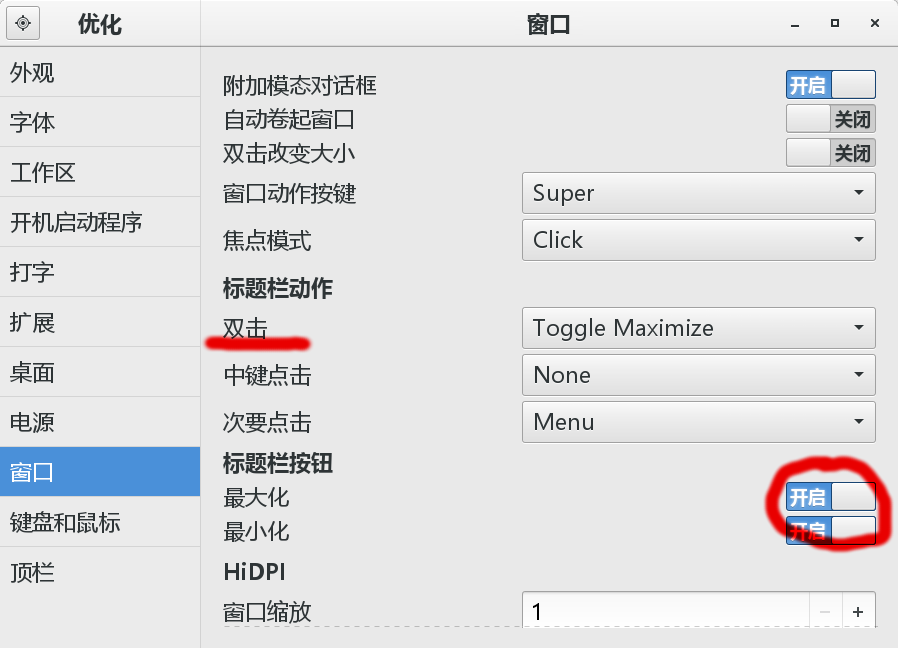 优化
窗口
外观
字体
工作区
开机启动程序
打字
扩展
桌面
电源
窗口
键盘和鼠标
顶栏
附加模态对话框 开启
自动卷起窗口 关闭
双击改变大小 关闭
窗口动作按键 Super
焦点模式 Click
标题栏动作
双击 Toggle Maximize
中键点击 None
次要点击 Menu
标题栏按钮
最大化 开启
最小化 开启
HiDPI
窗口缩放 1 − +